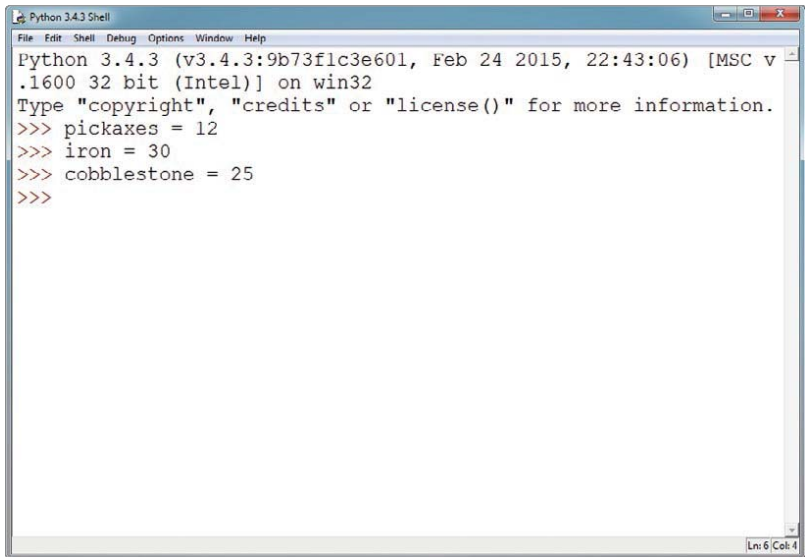 Python 3.4.3 Shell
File Edit Shell Debug Options Window Help
Python 3.4.3 (v3.4.3:9b73f1c3e601, Feb 24 2015, 22:43:06) [MSC v
.1600 32 bit (Intel)] on win32
Type "copyright", "credits" or "license()" for more information.
>>> pickaxes = 12
>>> iron = 30
>>> cobblestone = 25
>>>
Ln: 6 Col: 4